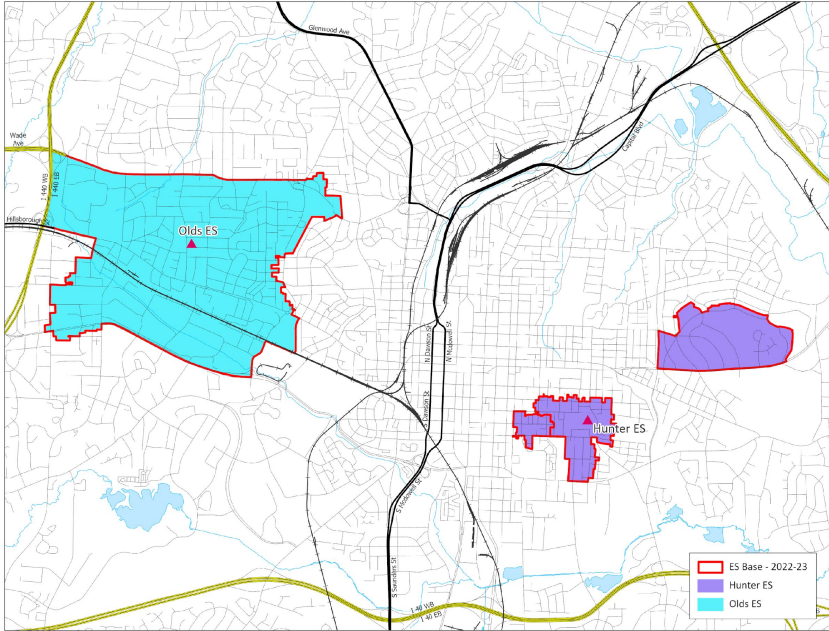 Glenwood Ave
Capital Blvd
Wade
Ave
I 440 WB
I 440 EB
Hillsborough
Olds ES
N Dawson St
N Mcdowell St
S Dawson St
Hunter ES
S Mcdowell St
S Saunders St
I 40 WB
I 40 EB
ES Base - 2022-23
Hunter ES
Olds ES